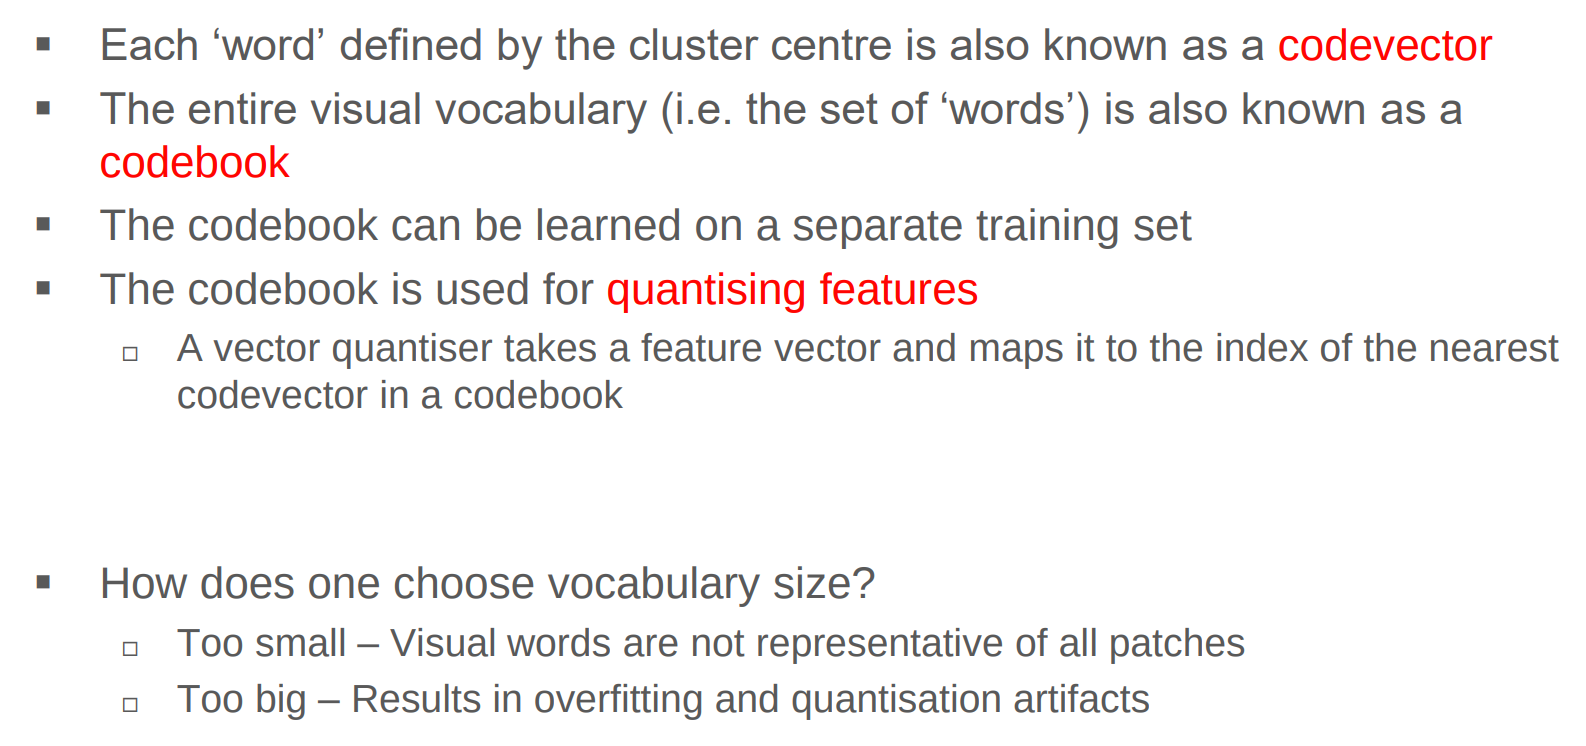 Each ‘word’ defined by the cluster centre is also known as a codevector
The entire visual vocabulary (i.e. the set of ‘words’) is also known as a
codebook
The codebook can be learned on a separate training set
The codebook is used for quantising features
A vector quantiser takes a feature vector and maps it to the index of the nearest
codevector in a codebook
How does one choose vocabulary size?
Too small – Visual words are not representative of all patches
Too big – Results in overfitting and quantisation artifacts